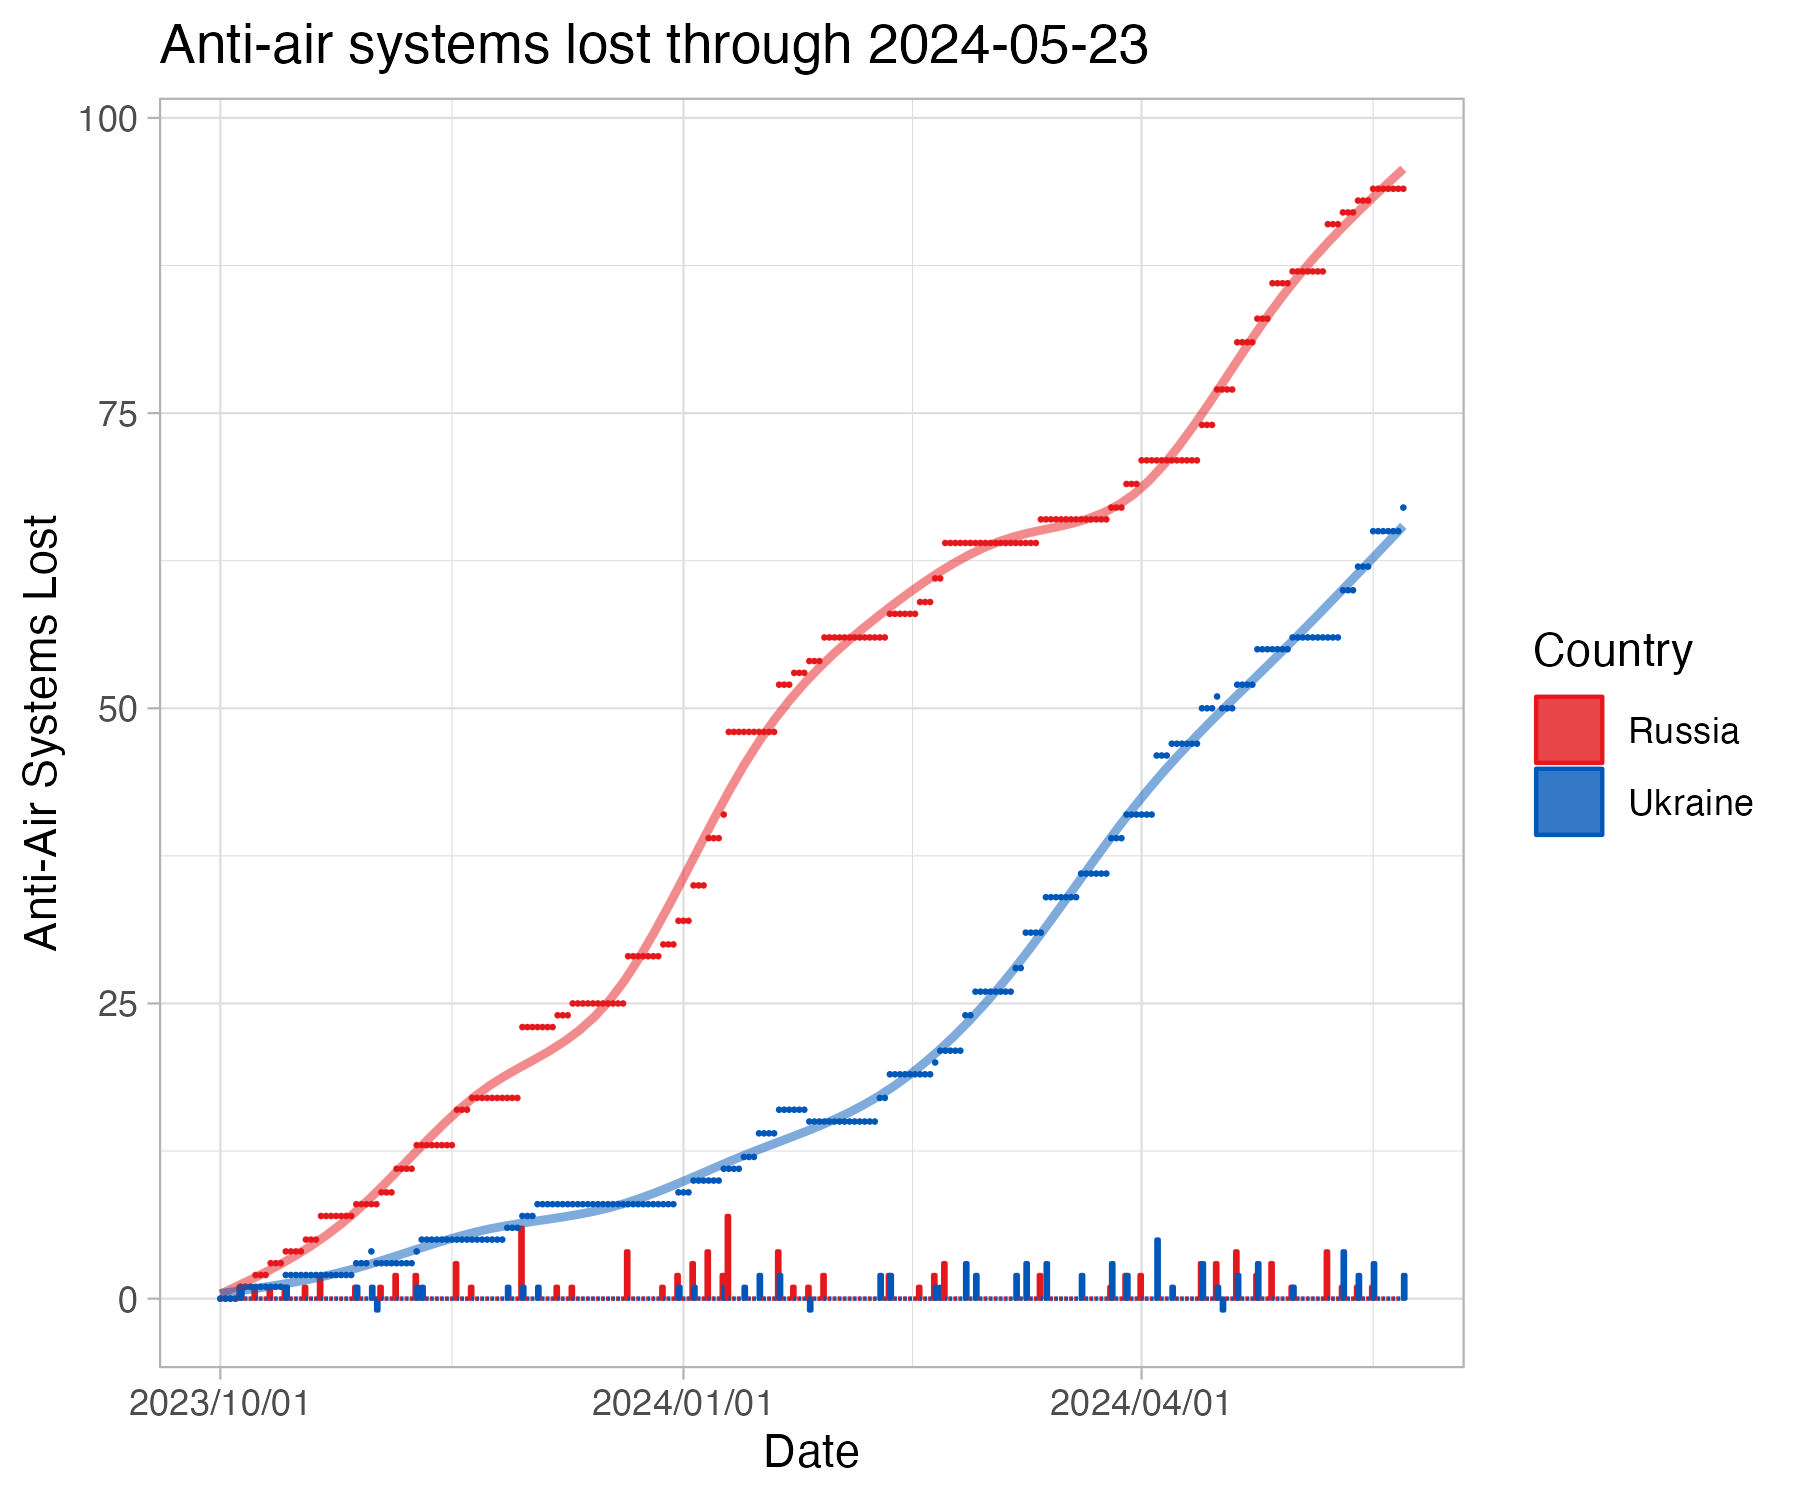 Anti-air systems lost through 2024-05-23
Anti-Air Systems Lost
100
75
50
25
0
2023/10/01
2024/01/01
2024/04/01
Date
Country
Russia
Ukraine